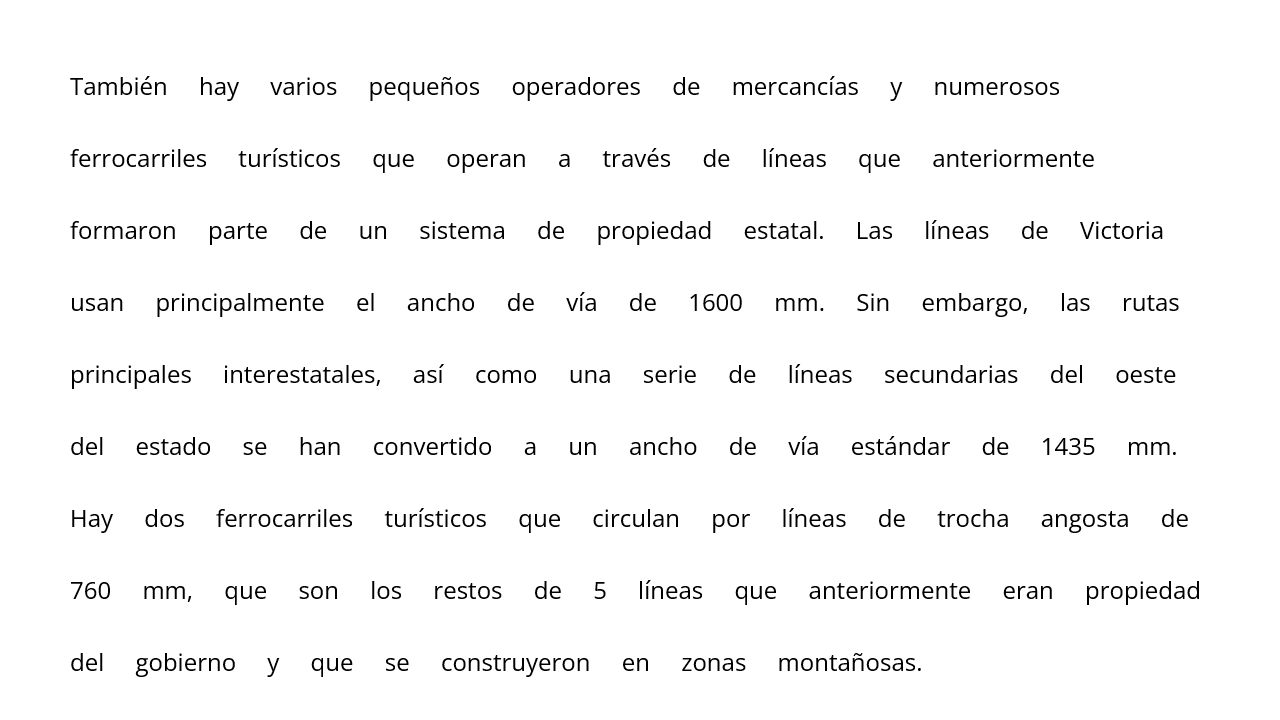 También hay varios pequeños operadores de mercancías y numerosos
ferrocarriles turísticos que operan a través de líneas que anteriormente
formaron parte de un sistema de propiedad estatal. Las líneas de Victoria
usan principalmente el ancho de vía de 1600 mm. Sin embargo, las rutas
principales interestatales, así como una serie de líneas secundarias del oeste
del estado se han convertido a un ancho de vía estándar de 1435 mm.
Hay dos ferrocarriles turísticos que circulan por líneas de trocha angosta de
760 mm, que son los restos de 5 líneas que anteriormente eran propiedad
del gobierno y que se construyeron en zonas montañosas.